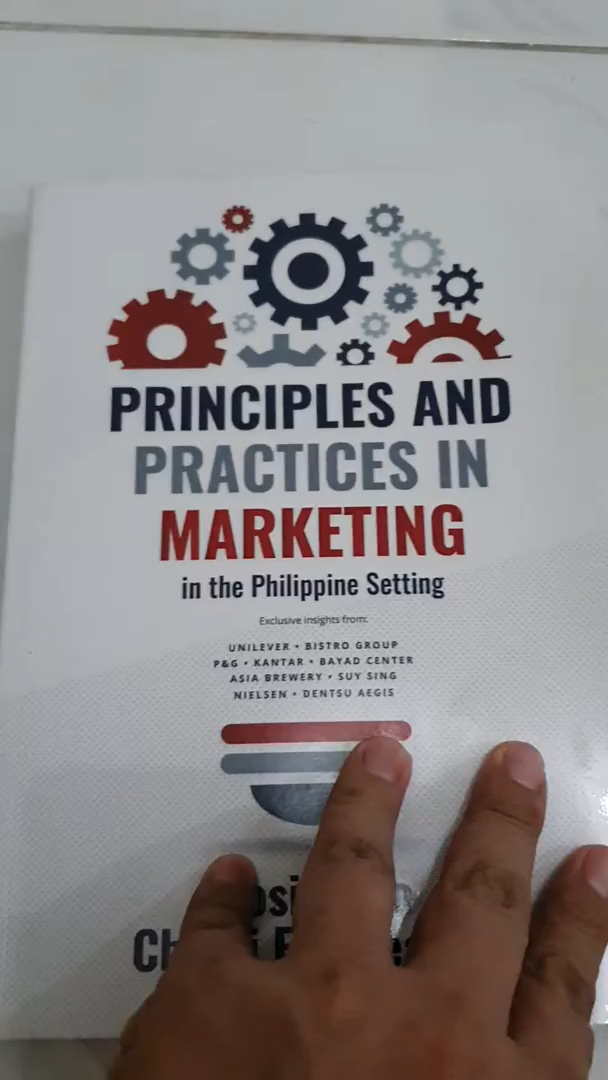 PRINCIPLES AND
PRACTICES IN
MARKETING
in the Philippine Setting
Exclusive insights from:
UNILEVER • BISTRO GROUP
P&G • KANTAR • BAYAD CENTER
ASIA BREWERY • SUY SING
NIELSEN • DENTSU AEGIS